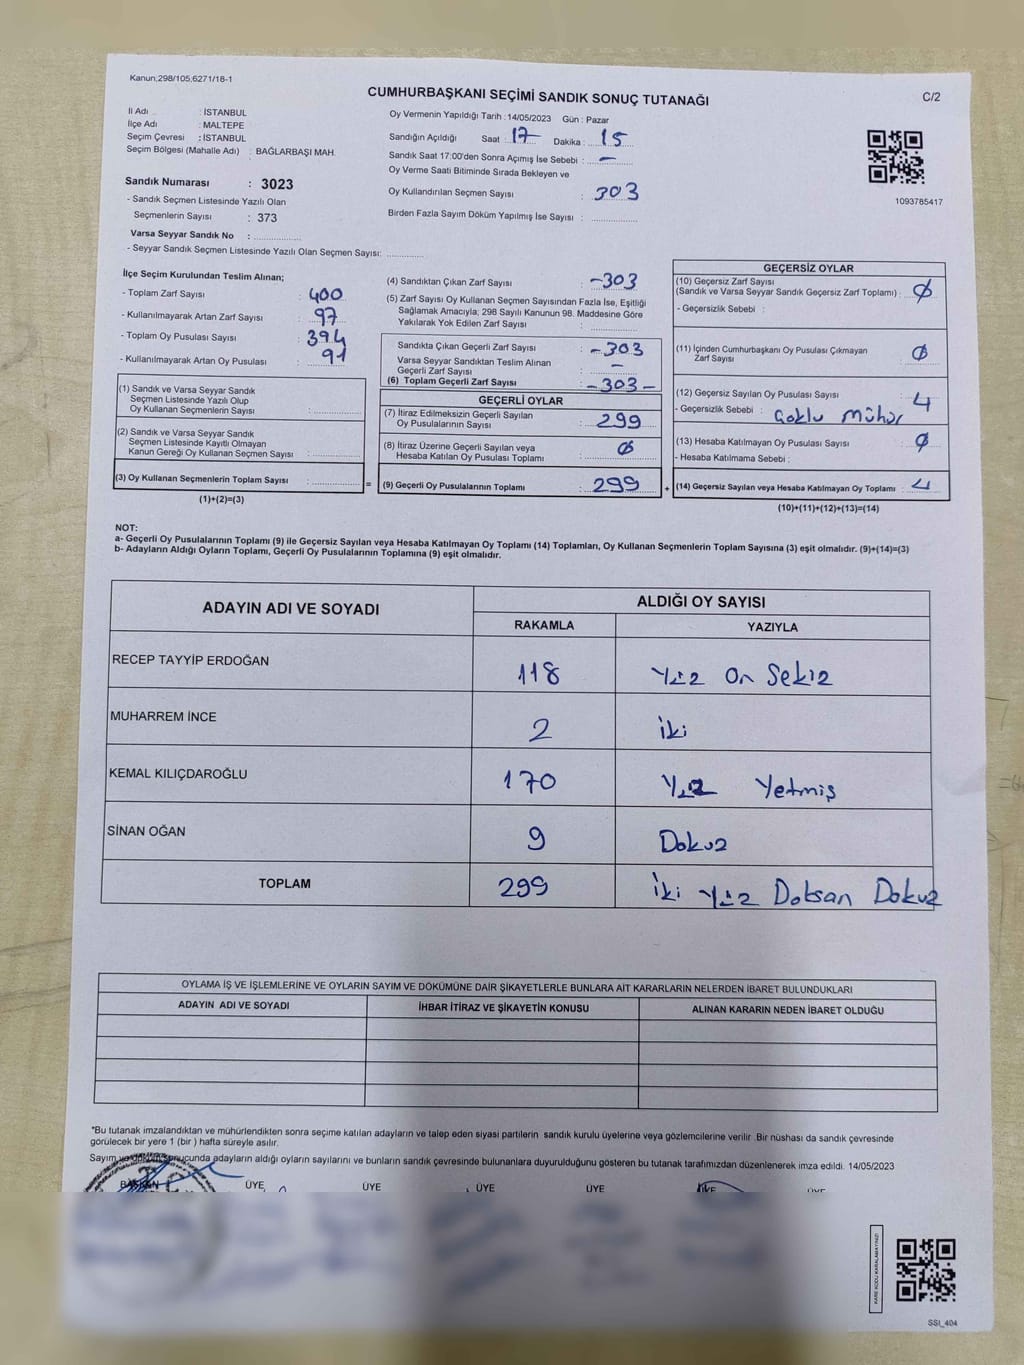 Kanun;298/105;6271/18-1
CUMHURBAŞKANI SEÇİMİ SANDIK SONUÇ TUTANAĞI
C/2
İli Adı : İSTANBUL
İlçe Adı : MALTEPE
Seçim Çevresi : İSTANBUL
Seçim Bölgesi (Mahalle Adı) : BAĞLARBAŞI MAH.
Sandık Numarası : 3023
- Sandık Seçmen Listesinde Yazılı Olan
Seçmenlerin Sayısı : 373
Varsa Seyyar Sandık No :
- Seyyar Sandık Seçmen Listesinde Yazılı Olan Seçmen Sayısı:
Oy Vermenin Yapıldığı Tarih : 14/05/2023 Gün : Pazar
Sandığın Açıldığı Saat : 17 Dakika : 15
Sandık Saat 17:00'den Sonra Açımış İse Sebebi : -
Oy Verme Saati Bitiminde Sırada Bekleyen ve
Oy Kullandırılan Seçmen Sayısı : 303
Birden Fazla Sayım Döküm Yapılmış İse Sayısı :
1093785417
İlçe Seçim Kurulundan Teslim Alınan;
- Toplam Zarf Sayısı : 400
- Kullanılmayarak Artan Zarf Sayısı : 97
- Toplam Oy Pusulası Sayısı : 394
- Kullanılmayarak Artan Oy Pusulası : 91
(1) Sandık ve Varsa Seyyar Sandık
Seçmen Listesinde Yazılı Olup
Oy Kullanan Seçmenlerin Sayısı :
(2) Sandık ve Varsa Seyyar Sandık
Seçmen Listesinde Kayıtlı Olmayan
Kanun Gereği Oy Kullanan Seçmen Sayısı :
(3) Oy Kullanan Seçmenlerin Toplam Sayısı :
(1)+(2)=(3)
=
(4) Sandıktan Çıkan Zarf Sayısı : -303
(5) Zarf Sayısı Oy Kullanan Seçmen Sayısından Fazla İse, Eşitliği
Sağlamak Amacıyla; 298 Sayılı Kanunun 98. Maddesine Göre
Yakılarak Yok Edilen Zarf Sayısı :
Sandıkta Çıkan Geçerli Zarf Sayısı : -303
Varsa Seyyar Sandıktan Teslim Alınan
Geçerli Zarf Sayısı : -
(6) Toplam Geçerli Zarf Sayısı : -303-
GEÇERLİ OYLAR
(7) İtiraz Edilmeksizin Geçerli Sayılan
Oy Pusulalarının Sayısı : 299
(8) İtiraz Üzerine Geçerli Sayılan veya
Hesaba Katılan Oy Pusulası Toplamı : Ø
(9) Geçerli Oy Pusulalarının Toplamı : 299
+
GEÇERSİZ OYLAR
(10) Geçersiz Zarf Sayısı
(Sandık ve Varsa Seyyar Sandık Geçersiz Zarf Toplamı) : Ø
- Geçersizlik Sebebi :
(11) İçinden Cumhurbaşkanı Oy Pusulası Çıkmayan
Zarf Sayısı : Ø
(12) Geçersiz Sayılan Oy Pusulası Sayısı : 4
- Geçersizlik Sebebi : Çoklu Mühür
(13) Hesaba Katılmayan Oy Pusulası Sayısı : Ø
- Hesaba Katılmama Sebebi :
(14) Geçersiz Sayılan veya Hesaba Katılmayan Oy Toplamı : 4
(10)+(11)+(12)+(13)=(14)
NOT:
a- Geçerli Oy Pusulalarının Toplamı (9) ile Geçersiz Sayılan veya Hesaba Katılmayan Oy Toplamı (14) Toplamları, Oy Kullanan Seçmenlerin Toplam Sayısına (3) eşit olmalıdır. (9)+(14)=(3)
b- Adayların Aldığı Oyların Toplamı, Geçerli Oy Pusulalarının Toplamına (9) eşit olmalıdır.
ADAYIN ADI VE SOYADI ALDIĞI OY SAYISI
RAKAMLA YAZIYLA
RECEP TAYYİP ERDOĞAN 118 Yüz On Sekiz
MUHARREM İNCE 2 İki
KEMAL KILIÇDAROĞLU 170 Yüz Yetmiş
SİNAN OĞAN 9 Dokuz
TOPLAM 299 İki Yüz Doksan Dokuz
OYLAMA İŞ VE İŞLEMLERİNE VE OYLARIN SAYIM VE DÖKÜMÜNE DAİR ŞİKAYETLERLE BUNLARA AİT KARARLARIN NELERDEN İBARET BULUNDUKLARI
ADAYIN ADI VE SOYADI İHBAR İTİRAZ VE ŞİKAYETİN KONUSU ALINAN KARARIN NEDEN İBARET OLDUĞU
*Bu tutanak imzalandıktan ve mühürlendikten sonra seçime katılan adayların ve talep eden siyasi partilerin sandık kurulu üyelerine veya gözlemcilerine verilir .Bir nüshası da sandık çevresinde
görülecek bir yere 1 (bir ) hafta süreyle asılır.
Sayım ve döküm sonucunda adayların aldığı oyların sayılarını ve bunların sandık çevresinde bulunanlara duyurulduğunu gösteren bu tutanak tarafımızdan düzenlenerek imza edildi. 14/05/2023
BAŞKAN ÜYE ÜYE ÜYE ÜYE ÜYE ÜYE
KARE KODU KARALAMAYINIZ!
SSI_404